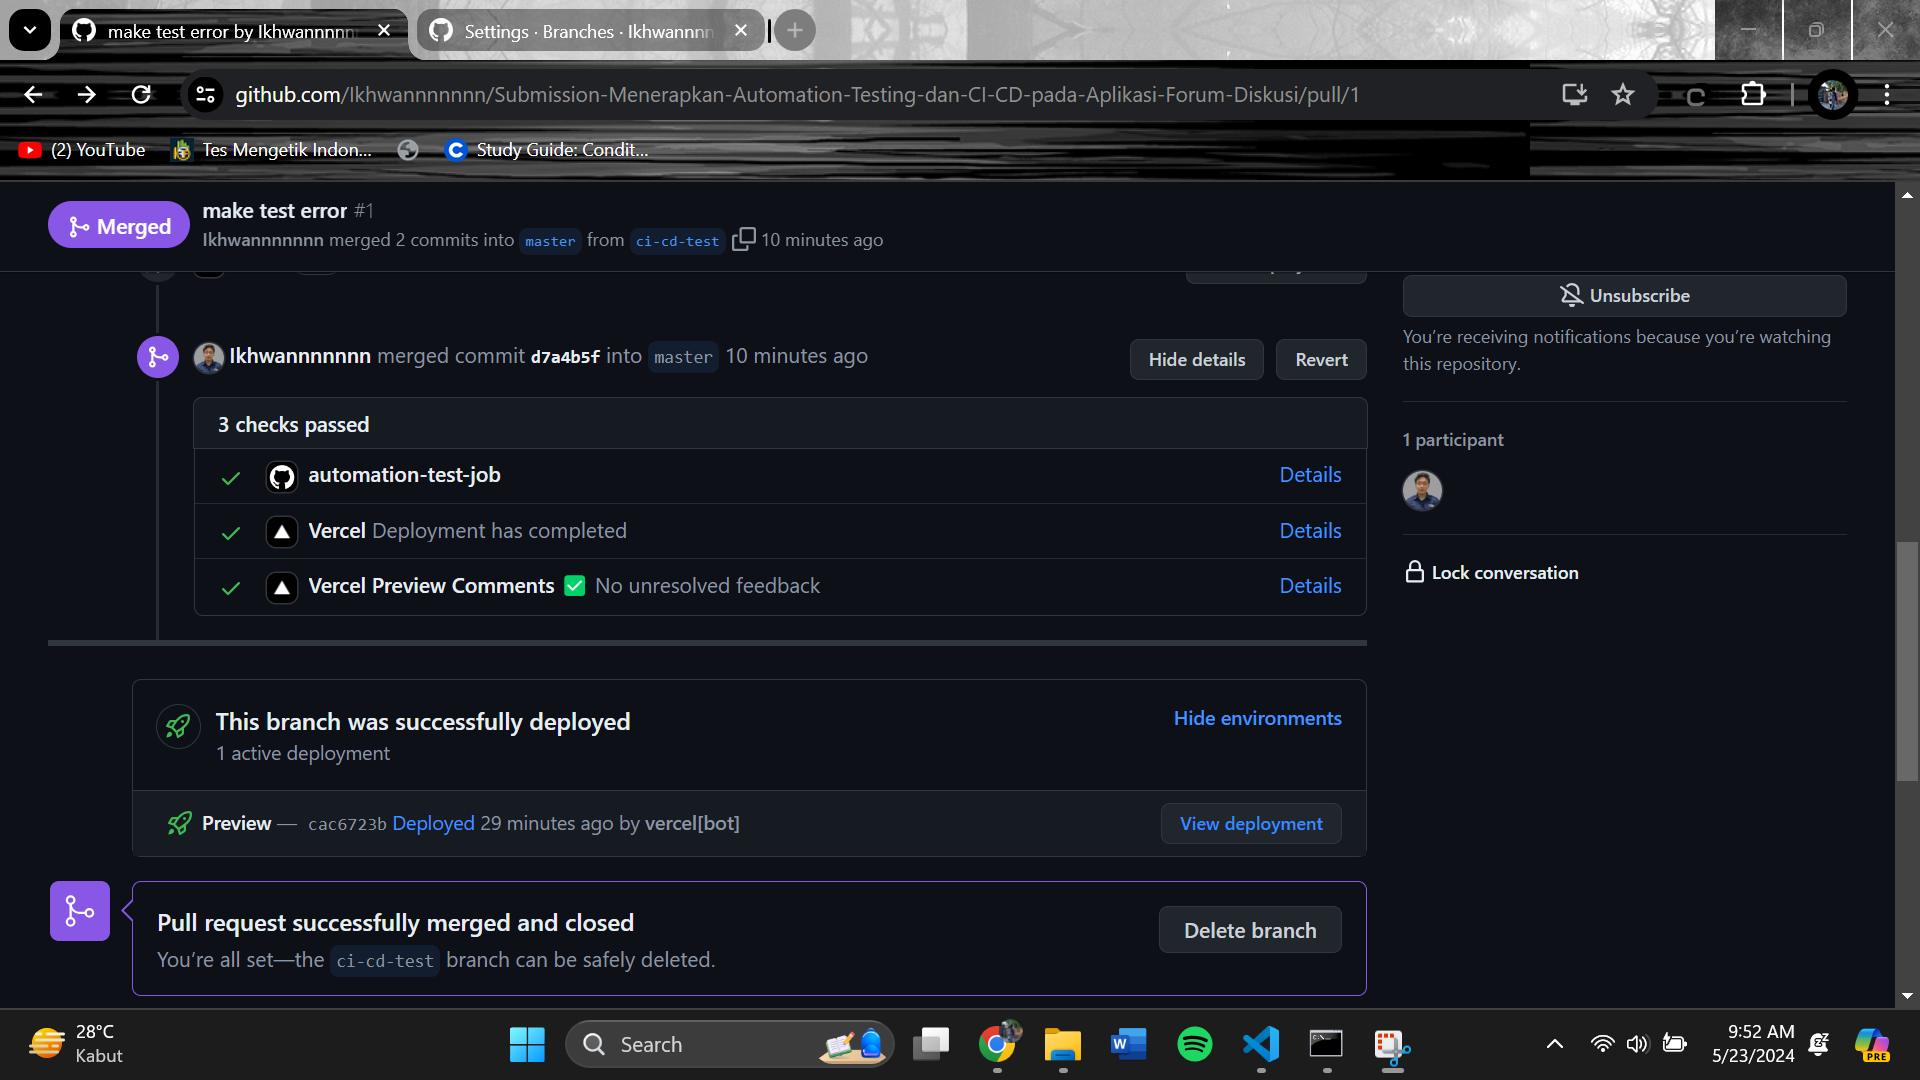 make test error by Ikhwannnnn
Settings · Branches · Ikhwannnn
github.com/Ikhwannnnnnn/Submission-Menerapkan-Automation-Testing-dan-CI-CD-pada-Aplikasi-Forum-Diskusi/pull/1
(2) YouTube
Tes Mengetik Indon...
Study Guide: Condit...
Merged
make test error #1
Ikhwannnnnnn merged 2 commits into master from ci-cd-test 10 minutes ago
Unsubscribe
You're receiving notifications because you're watching
this repository.
Ikhwannnnnnn merged commit d7a4b5f into master 10 minutes ago
Hide details
Revert
3 checks passed
automation-test-job
Details
Vercel Deployment has completed
Details
Vercel Preview Comments ✅ No unresolved feedback
Details
1 participant
Lock conversation
This branch was successfully deployed
1 active deployment
Hide environments
Preview — cac6723b Deployed 29 minutes ago by vercel[bot]
View deployment
Pull request successfully merged and closed
You're all set—the ci-cd-test branch can be safely deleted.
Delete branch
28°C
Kabut
Search
9:52 AM
5/23/2024
PRE